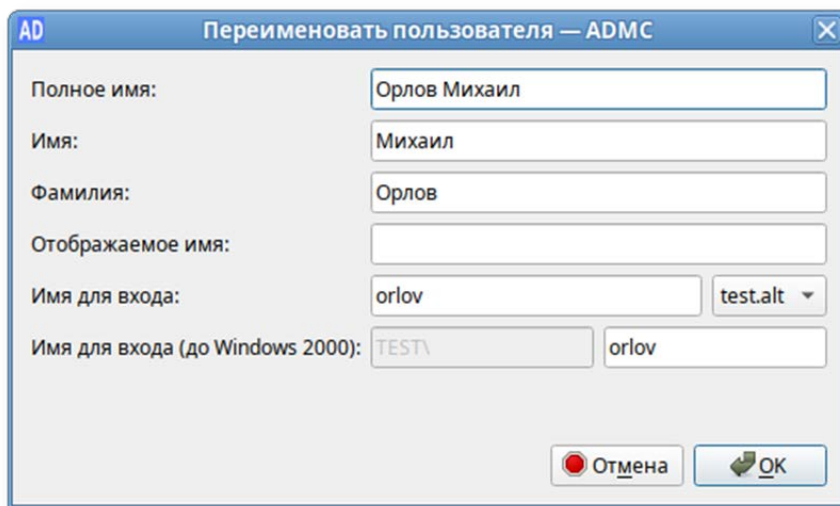 AD Переименовать пользователя — ADMC
Полное имя: Орлов Михаил
Имя: Михаил
Фамилия: Орлов
Отображаемое имя:
Имя для входа: orlov test.alt
Имя для входа (до Windows 2000): TEST\ orlov
Отмена OK